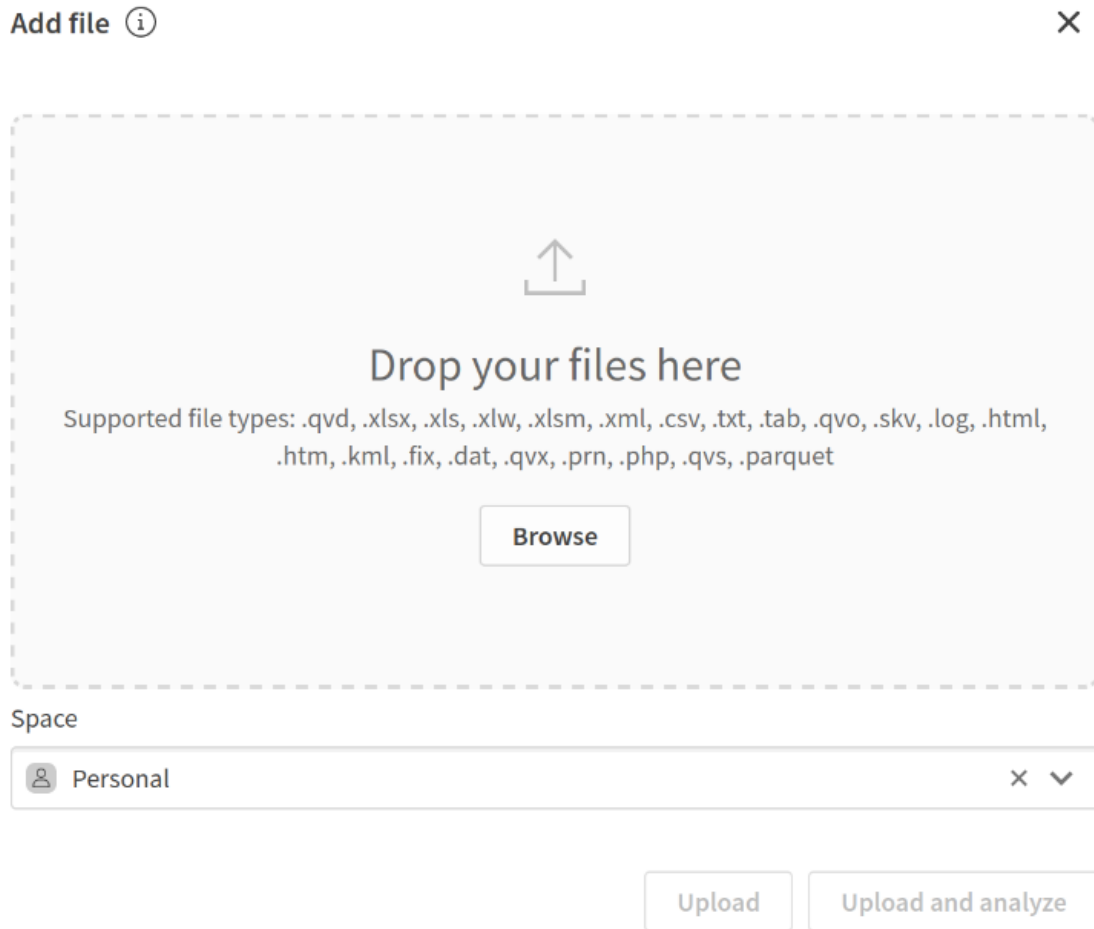 Add file
Drop your files here
Supported file types: .qvd, .xlsx, .xls, .xlw, .xlsm, .xml, .csv, .txt, .tab, .qvo, .skv, .log, .html,
.htm, .kml, .fix, .dat, .qvx, .prn, .php, .qvs, .parquet
Browse
Space
Personal
Upload
Upload and analyze